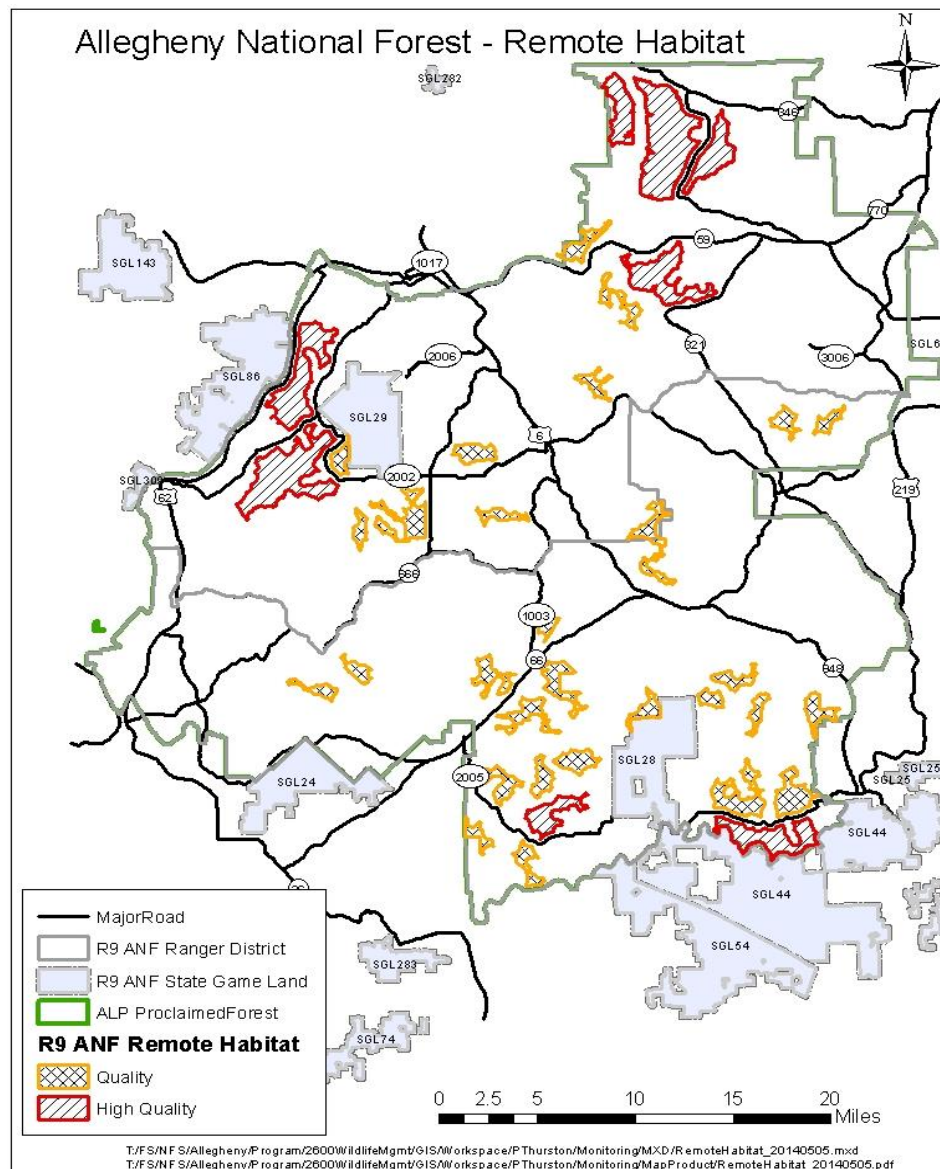 Allegheny National Forest - Remote Habitat
N
SGL282
346
770
SGL143
1017
59
SGL86
2006
321
3006
SGL6
SGL29
6
SGL309
62
2002
219
666
1003
66
948
SGL24
2005
SGL28
SGL25
SGL25
SGL44
SGL44
SGL54
SGL283
SGL74
MajorRoad
R9 ANF Ranger District
R9 ANF State Game Land
ALP ProclaimedForest
R9 ANF Remote Habitat
Quality
High Quality
0 2.5 5 10 15 20
Miles
T:/FS/NFS/Allegheny/Program/2600WildlifeMgmt/GIS/Workspace/PThurston/Monitoring/MXD/RemoteHabitat_20140505.mxd
T:/FS/NFS/Allegheny/Program/2600WildlifeMgmt/GIS/Workspace/PThurston/Monitoring/MapProduct/RemoteHabitat_20140505.pdf